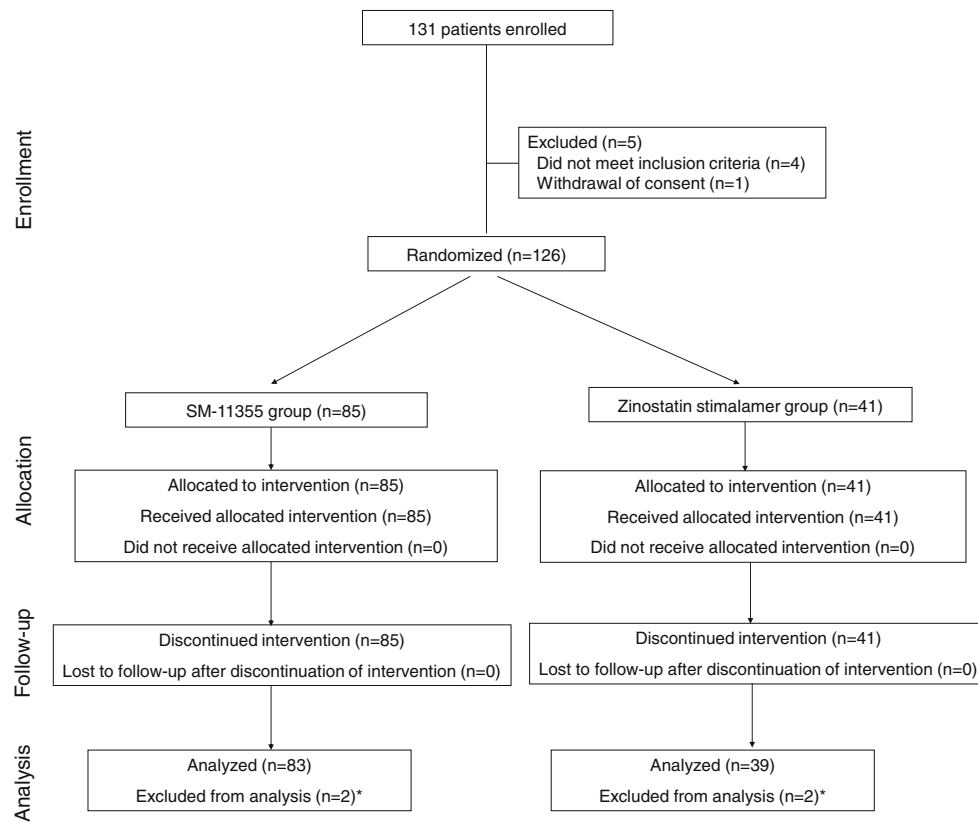 131 patients enrolled
Enrollment
Excluded (n=5)
Did not meet inclusion criteria (n=4)
Withdrawal of consent (n=1)
Randomized (n=126)
Allocation
SM-11355 group (n=85)
Allocated to intervention (n=85)
Received allocated intervention (n=85)
Did not receive allocated intervention (n=0)
Zinostatin stimalamer group (n=41)
Allocated to intervention (n=41)
Received allocated intervention (n=41)
Did not receive allocated intervention (n=0)
Follow-up
Discontinued intervention (n=85)
Lost to follow-up after discontinuation of intervention (n=0)
Discontinued intervention (n=41)
Lost to follow-up after discontinuation of intervention (n=0)
Analysis
Analyzed (n=83)
Excluded from analysis (n=2)*
Analyzed (n=39)
Excluded from analysis (n=2)*